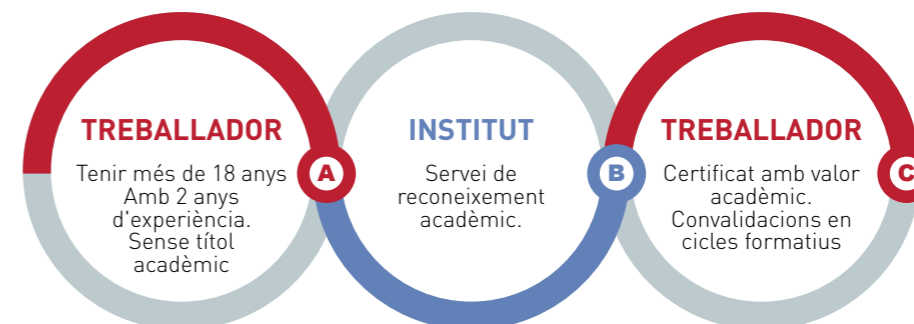 TREBALLADOR
Tenir més de 18 anys
Amb 2 anys
d'experiència.
Sense títol
acadèmic
A
INSTITUT
Servei de
reconeixement
acadèmic.
B
TREBALLADOR
Certificat amb valor
acadèmic.
Convalidacions en
cicles formatius
C